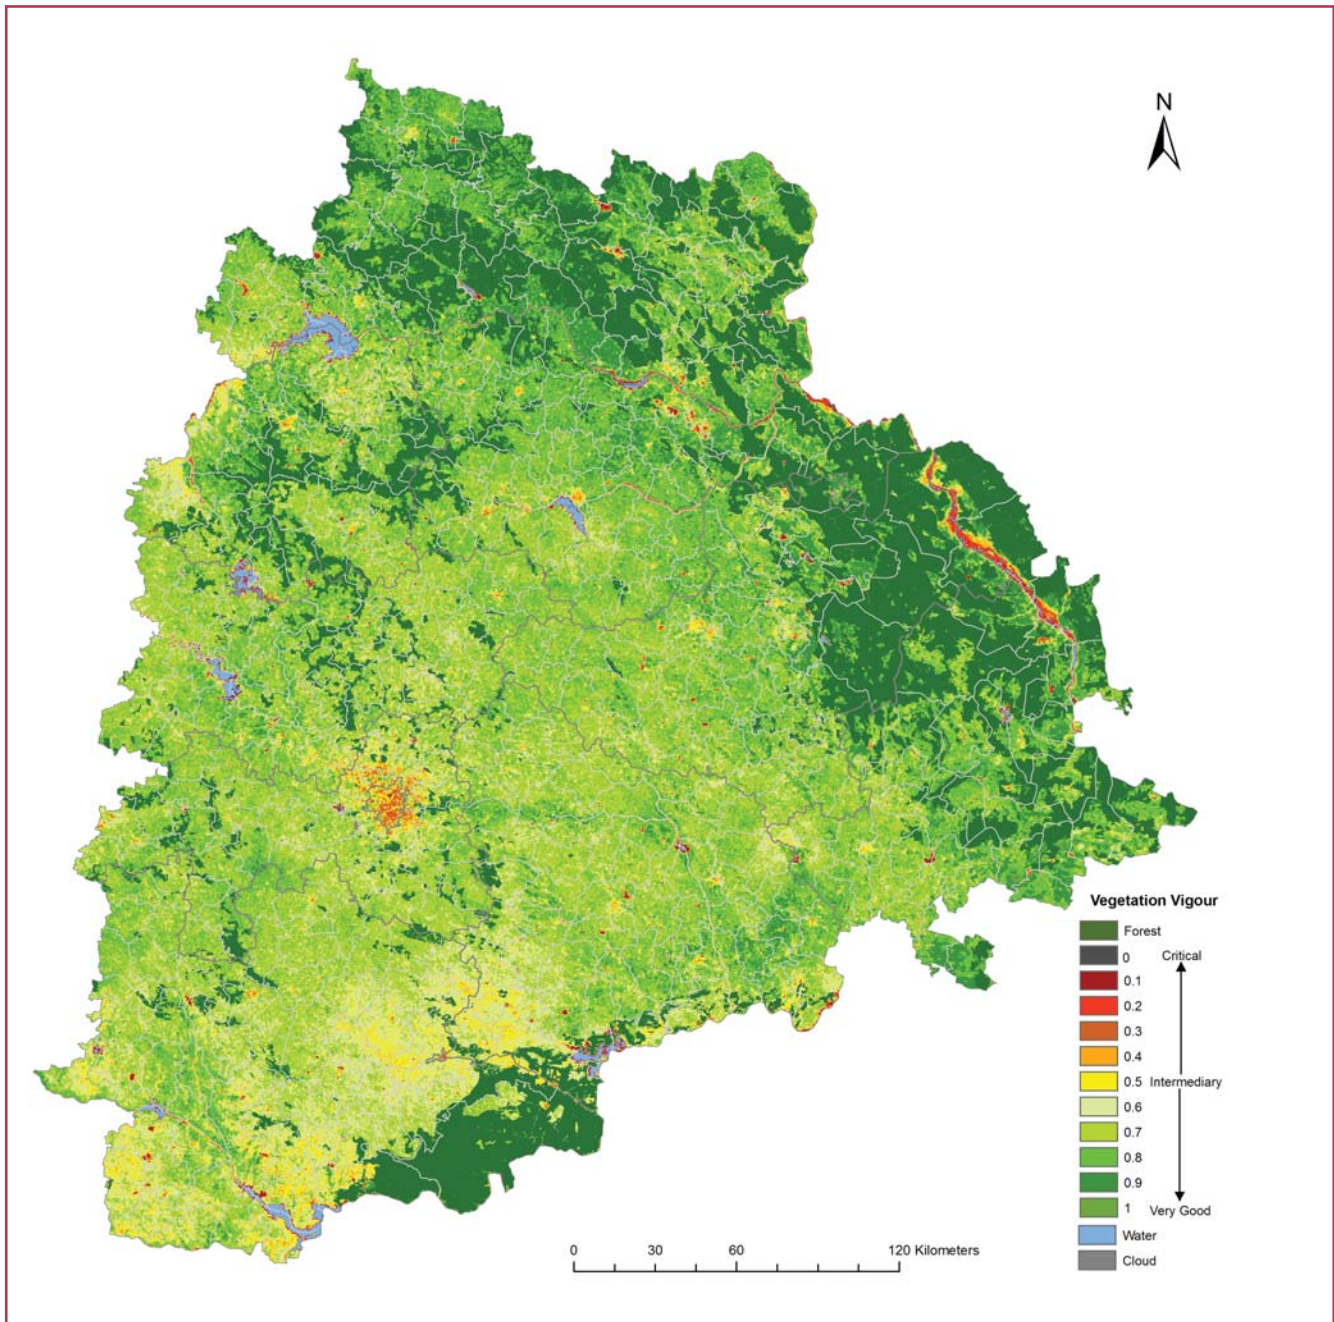 N
Vegetation Vigour
Forest
0 Critical
0.1
0.2
0.3
0.4
0.5 Intermediary
0.6
0.7
0.8
0.9
1 Very Good
Water
Cloud
0 30 60 120 Kilometers